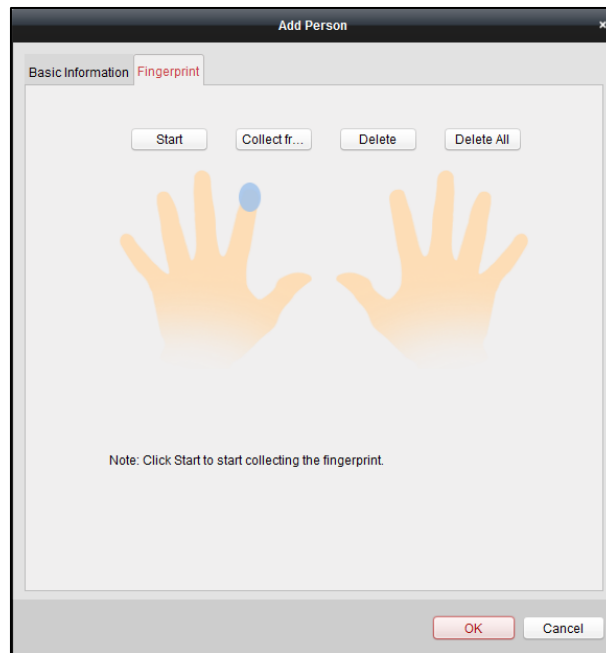 Add Person
×
Basic Information Fingerprint
Start Collect fr... Delete Delete All
Note: Click Start to start collecting the fingerprint.
OK Cancel